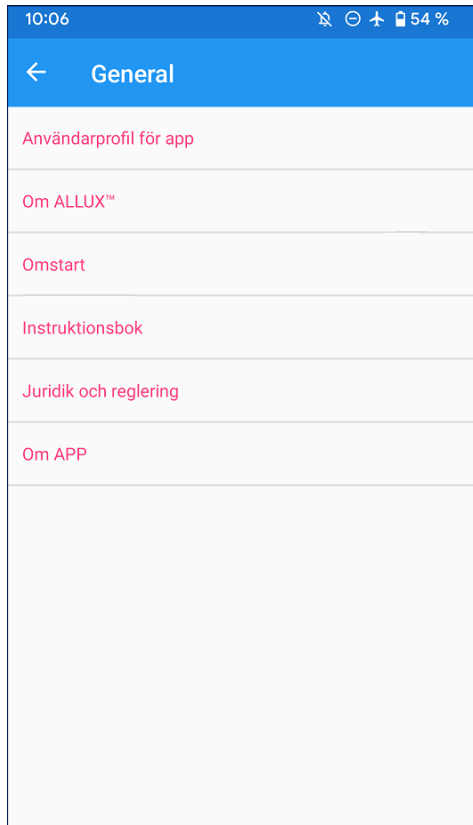 10:06 54 %
General
Användarprofil för app
Om ALLUX™
Omstart
Instruktionsbok
Juridik och reglering
Om APP